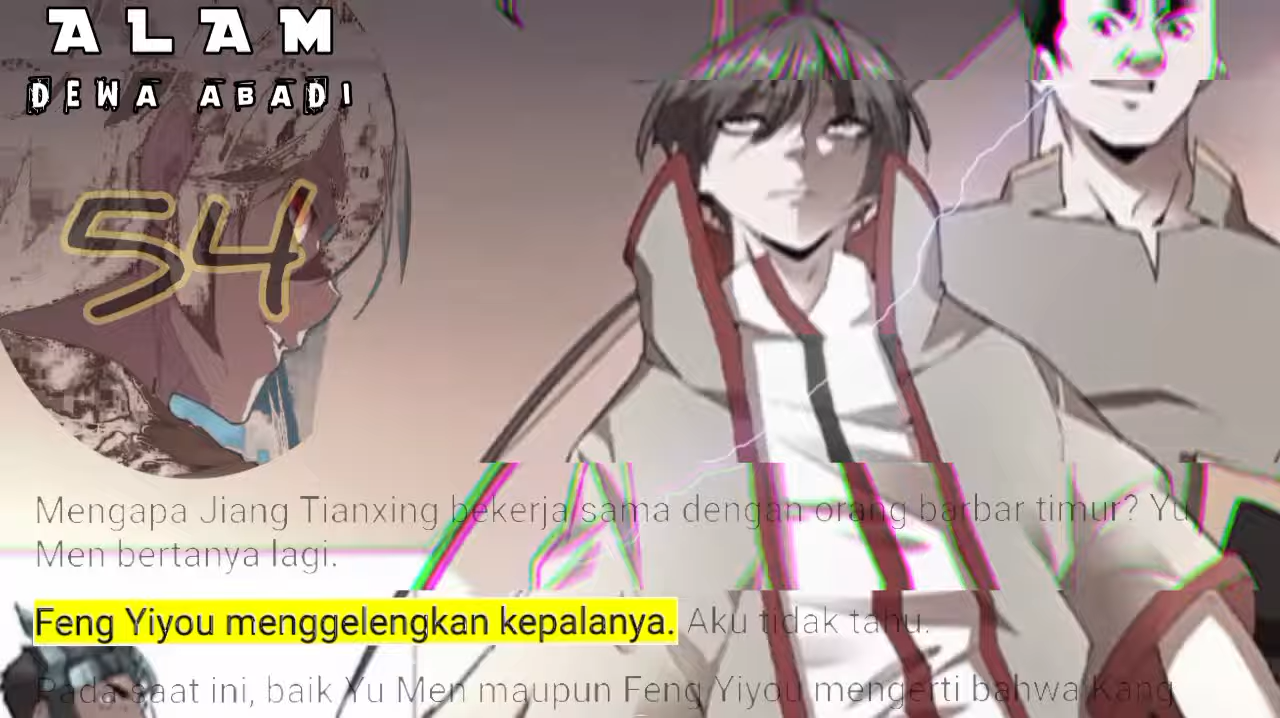 ALAM
DEWA ABADI
54
Mengapa Jiang Tianxing bekerja sama dengan orang barbar timur? Yu
Men bertanya lagi.
Feng Yiyou menggelengkan kepalanya. Aku tidak tahu.
Pada saat ini, baik Yu Men maupun Feng Yiyou mengerti bahwa Kang